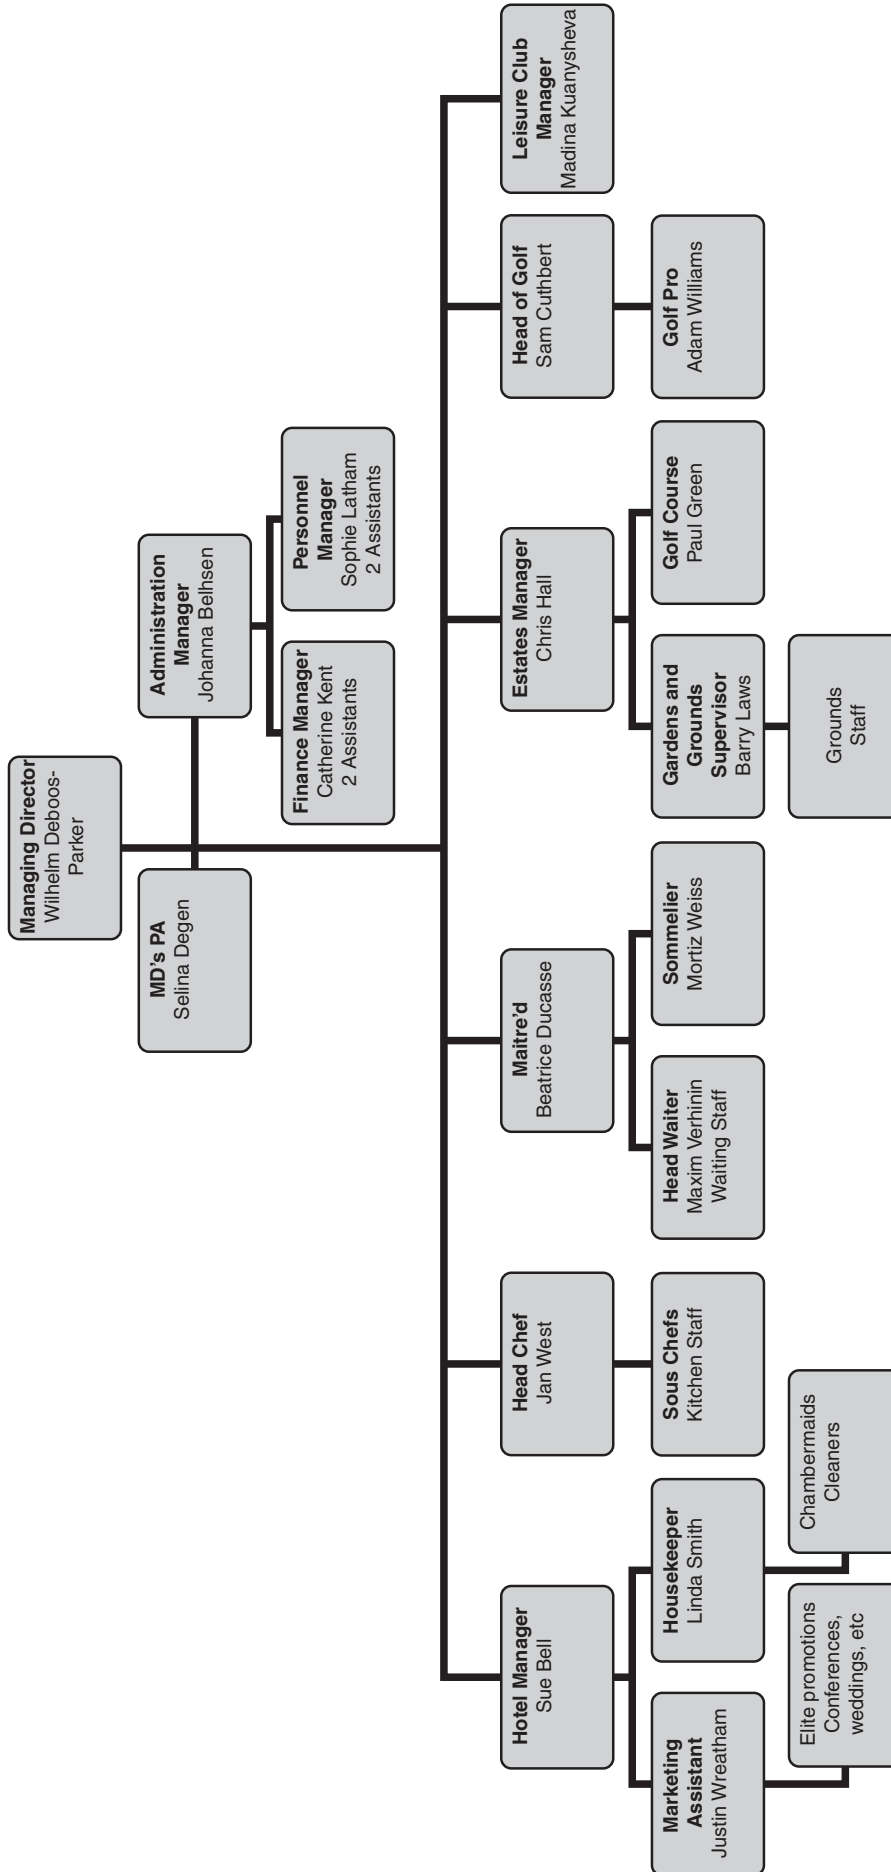 Managing Director
Wilhelm Deboos-
Parker
MD's PA
Selina Degen
Administration
Manager
Johanna Belhsen
Finance Manager
Catherine Kent
2 Assistants
Personnel
Manager
Sophie Latham
2 Assistants
Hotel Manager
Sue Bell
Head Chef
Jan West
Maitre'd
Beatrice Ducasse
Estates Manager
Chris Hall
Head of Golf
Sam Cuthbert
Leisure Club
Manager
Madina Kuanysheva
Marketing
Assistant
Justin Wreatham
Housekeeper
Linda Smith
Sous Chefs
Kitchen Staff
Head Waiter
Maxim Verhinin
Waiting Staff
Sommelier
Mortiz Weiss
Gardens and
Grounds
Supervisor
Barry Laws
Golf Course
Paul Green
Golf Pro
Adam Williams
Elite promotions
Conferences,
weddings, etc
Chambermaids
Cleaners
Grounds
Staff